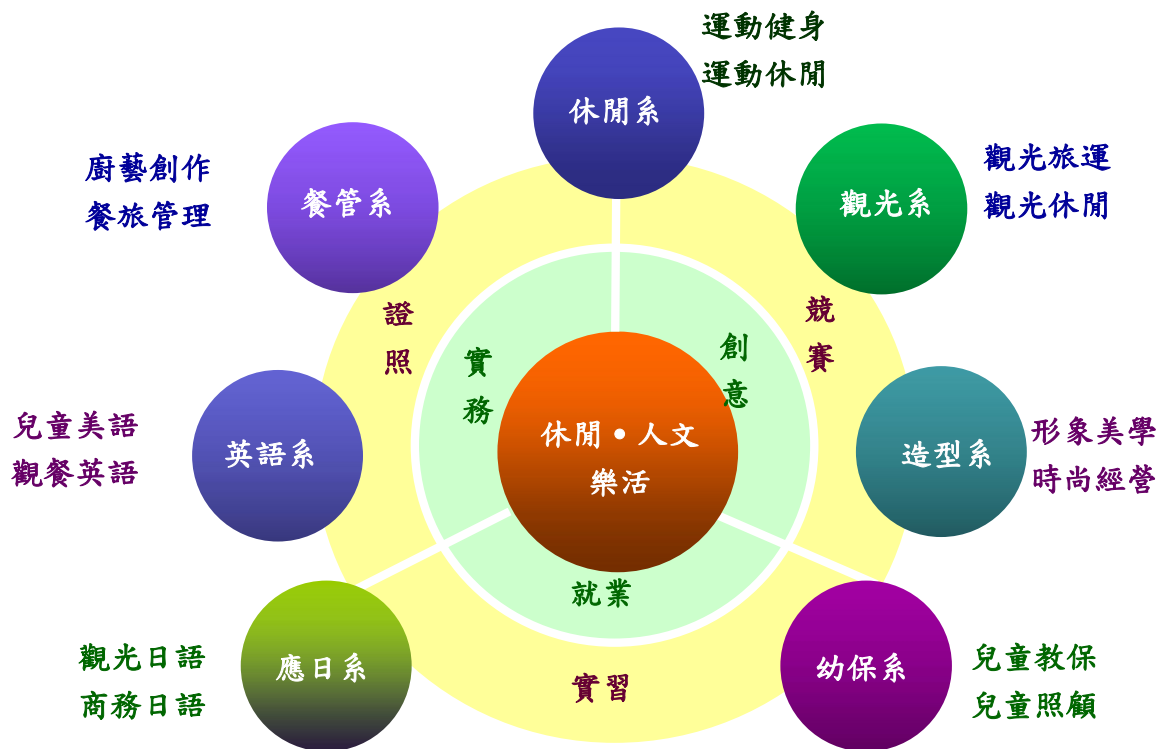 運動健身
運動休閒
休閒系
廚藝創作
餐旅管理
餐管系
觀光系
觀光旅運
觀光休閒
證照
競賽
實務
創意
休閒•人文
樂活
兒童美語
觀餐英語
英語系
造型系
形象美學
時尚經營
就業
觀光日語
商務日語
應日系
實習
幼保系
兒童教保
兒童照顧